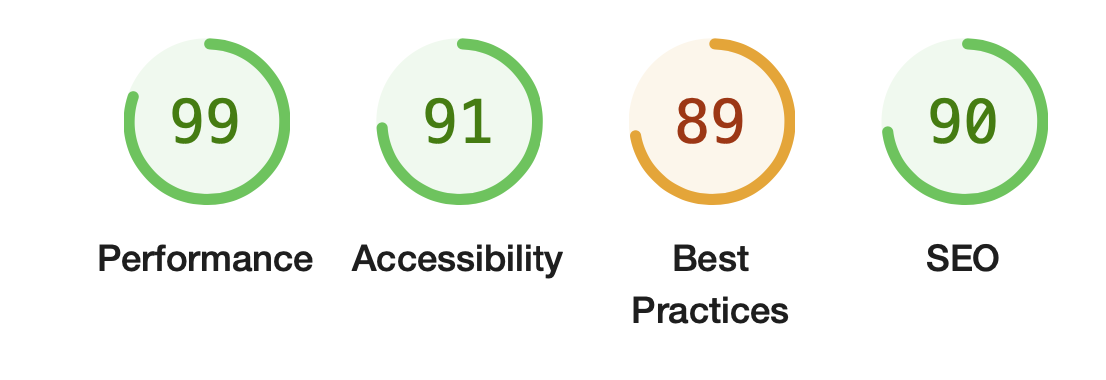 99 91 89 90
Performance Accessibility Best SEO
Practices